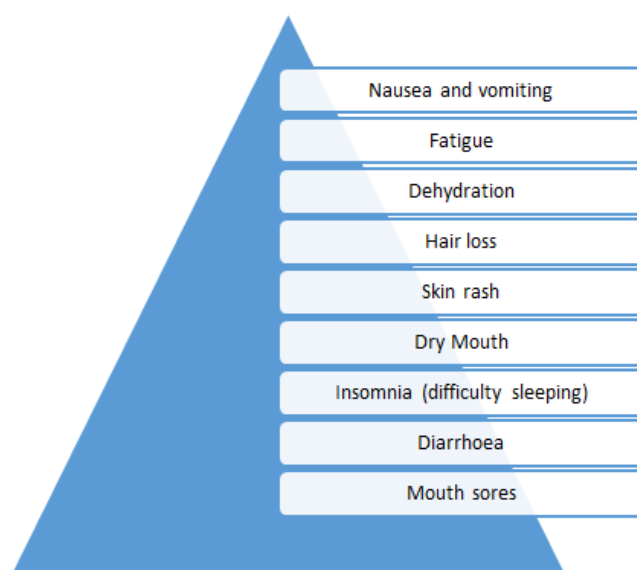 Nausea and vomiting
Fatigue
Dehydration
Hair loss
Skin rash
Dry Mouth
Insomnia (difficulty sleeping)
Diarrhoea
Mouth sores